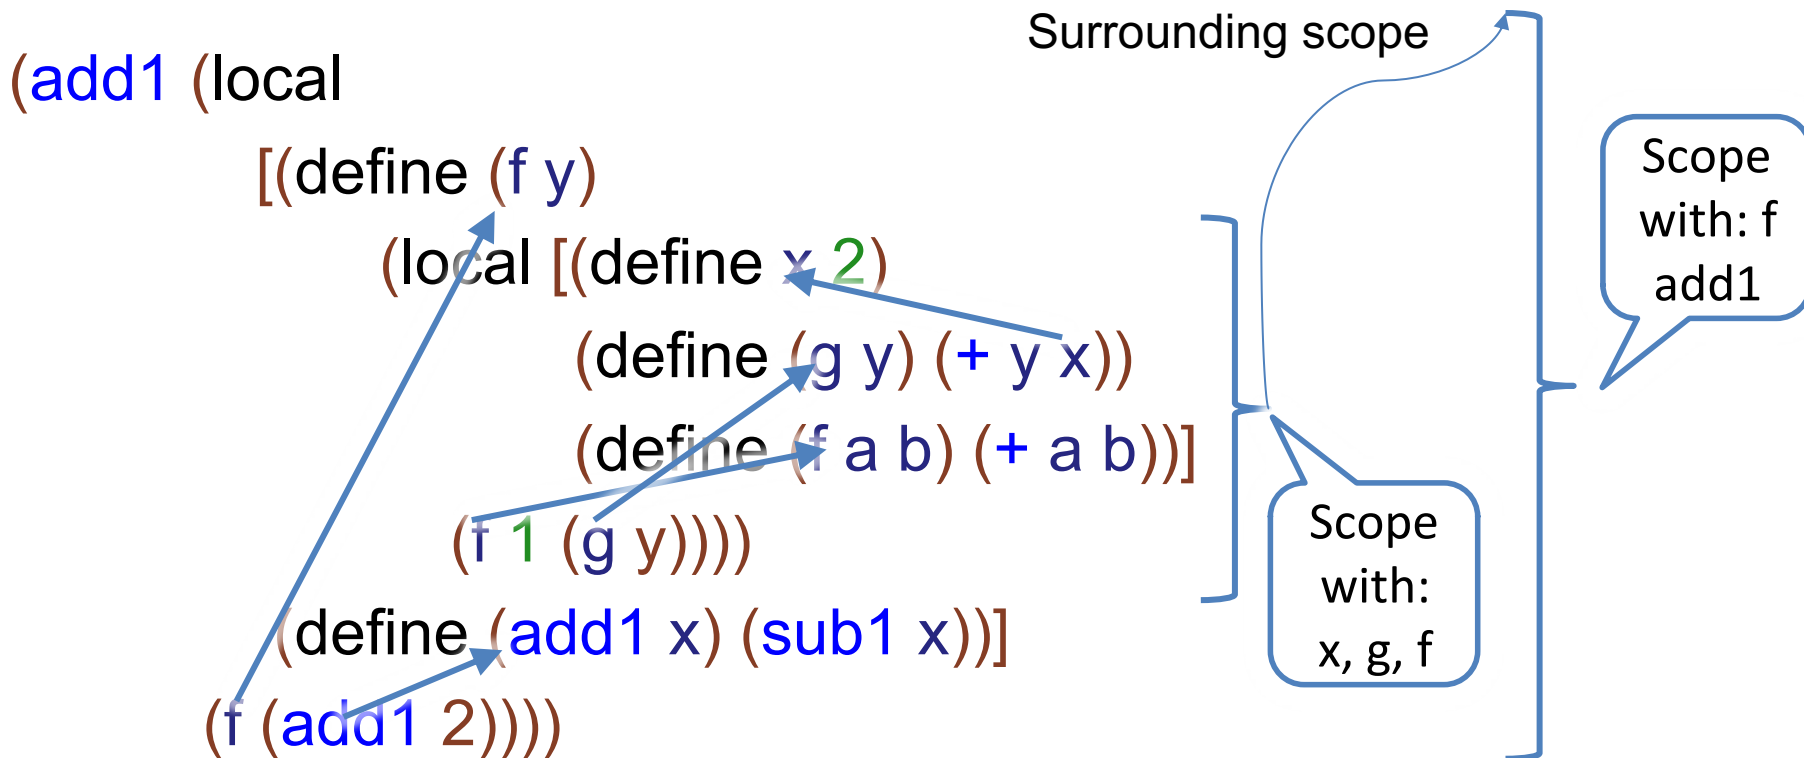 Surrounding scope
(add1 (local
[(define (f y)
(local [(define x 2)
(define (g y) (+ y x))
(define (f a b) (+ a b))]
(f 1 (g y))))
(define (add1 x) (sub1 x))]
(f (add1 2))))
Scope
with: f
add1
Scope
with:
x, g, f